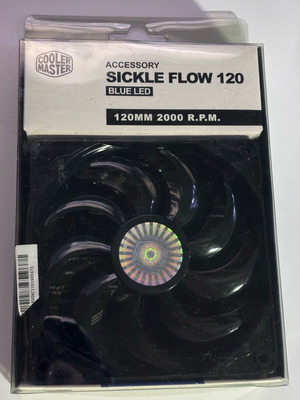 COOLER
MASTER
ACCESSORY
SICKLE FLOW 120
BLUE LED
120MM 2000 R.P.M.